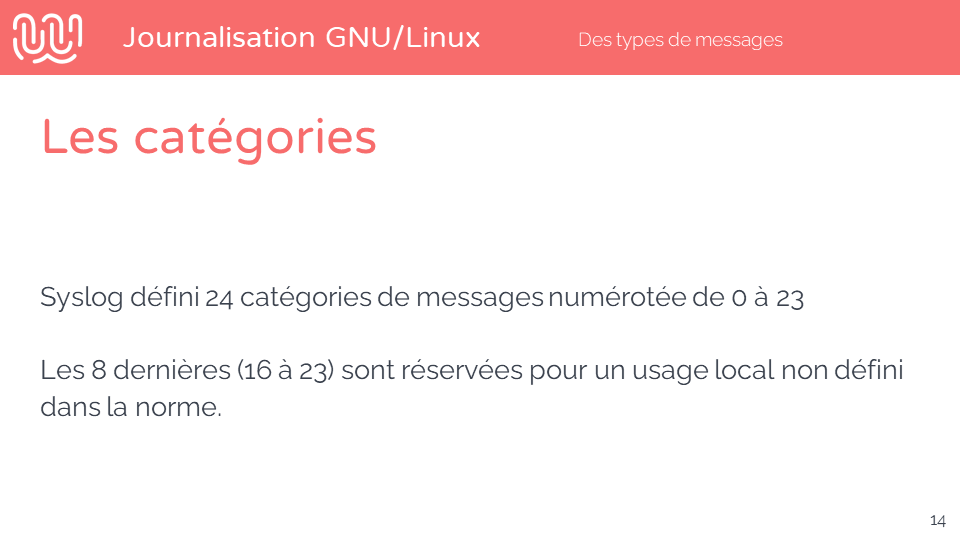 Journalisation GNU/Linux
Des types de messages
Les catégories
Syslog défini 24 catégories de messages numérotée de 0 à 23
Les 8 dernières (16 à 23) sont réservées pour un usage local non défini
dans la norme.
14